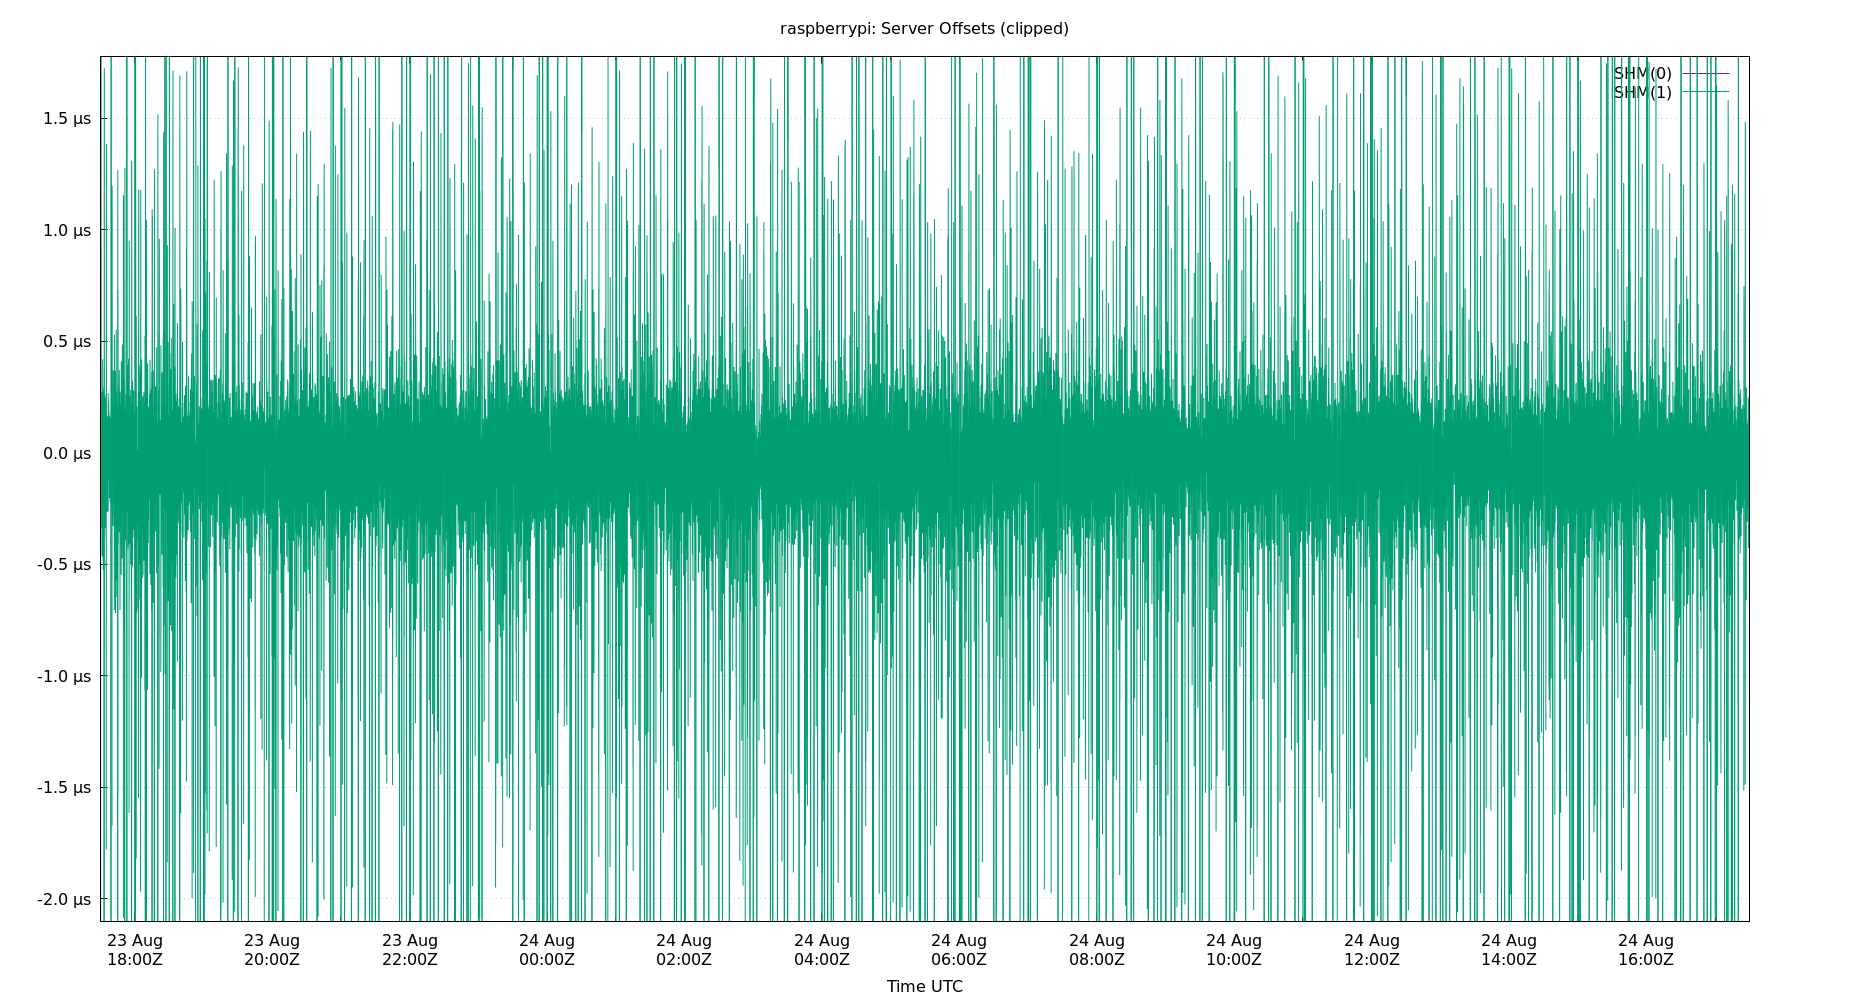 raspberrypi: Server Offsets (clipped)
SHM(0)
SHM(1)
1.5 µs
1.0 µs
0.5 µs
0.0 µs
-0.5 µs
-1.0 µs
-1.5 µs
-2.0 µs
23 Aug 23 Aug 23 Aug 24 Aug 24 Aug 24 Aug 24 Aug 24 Aug 24 Aug 24 Aug 24 Aug 24 Aug
18:00Z 20:00Z 22:00Z 00:00Z 02:00Z 04:00Z 06:00Z 08:00Z 10:00Z 12:00Z 14:00Z 16:00Z
Time UTC